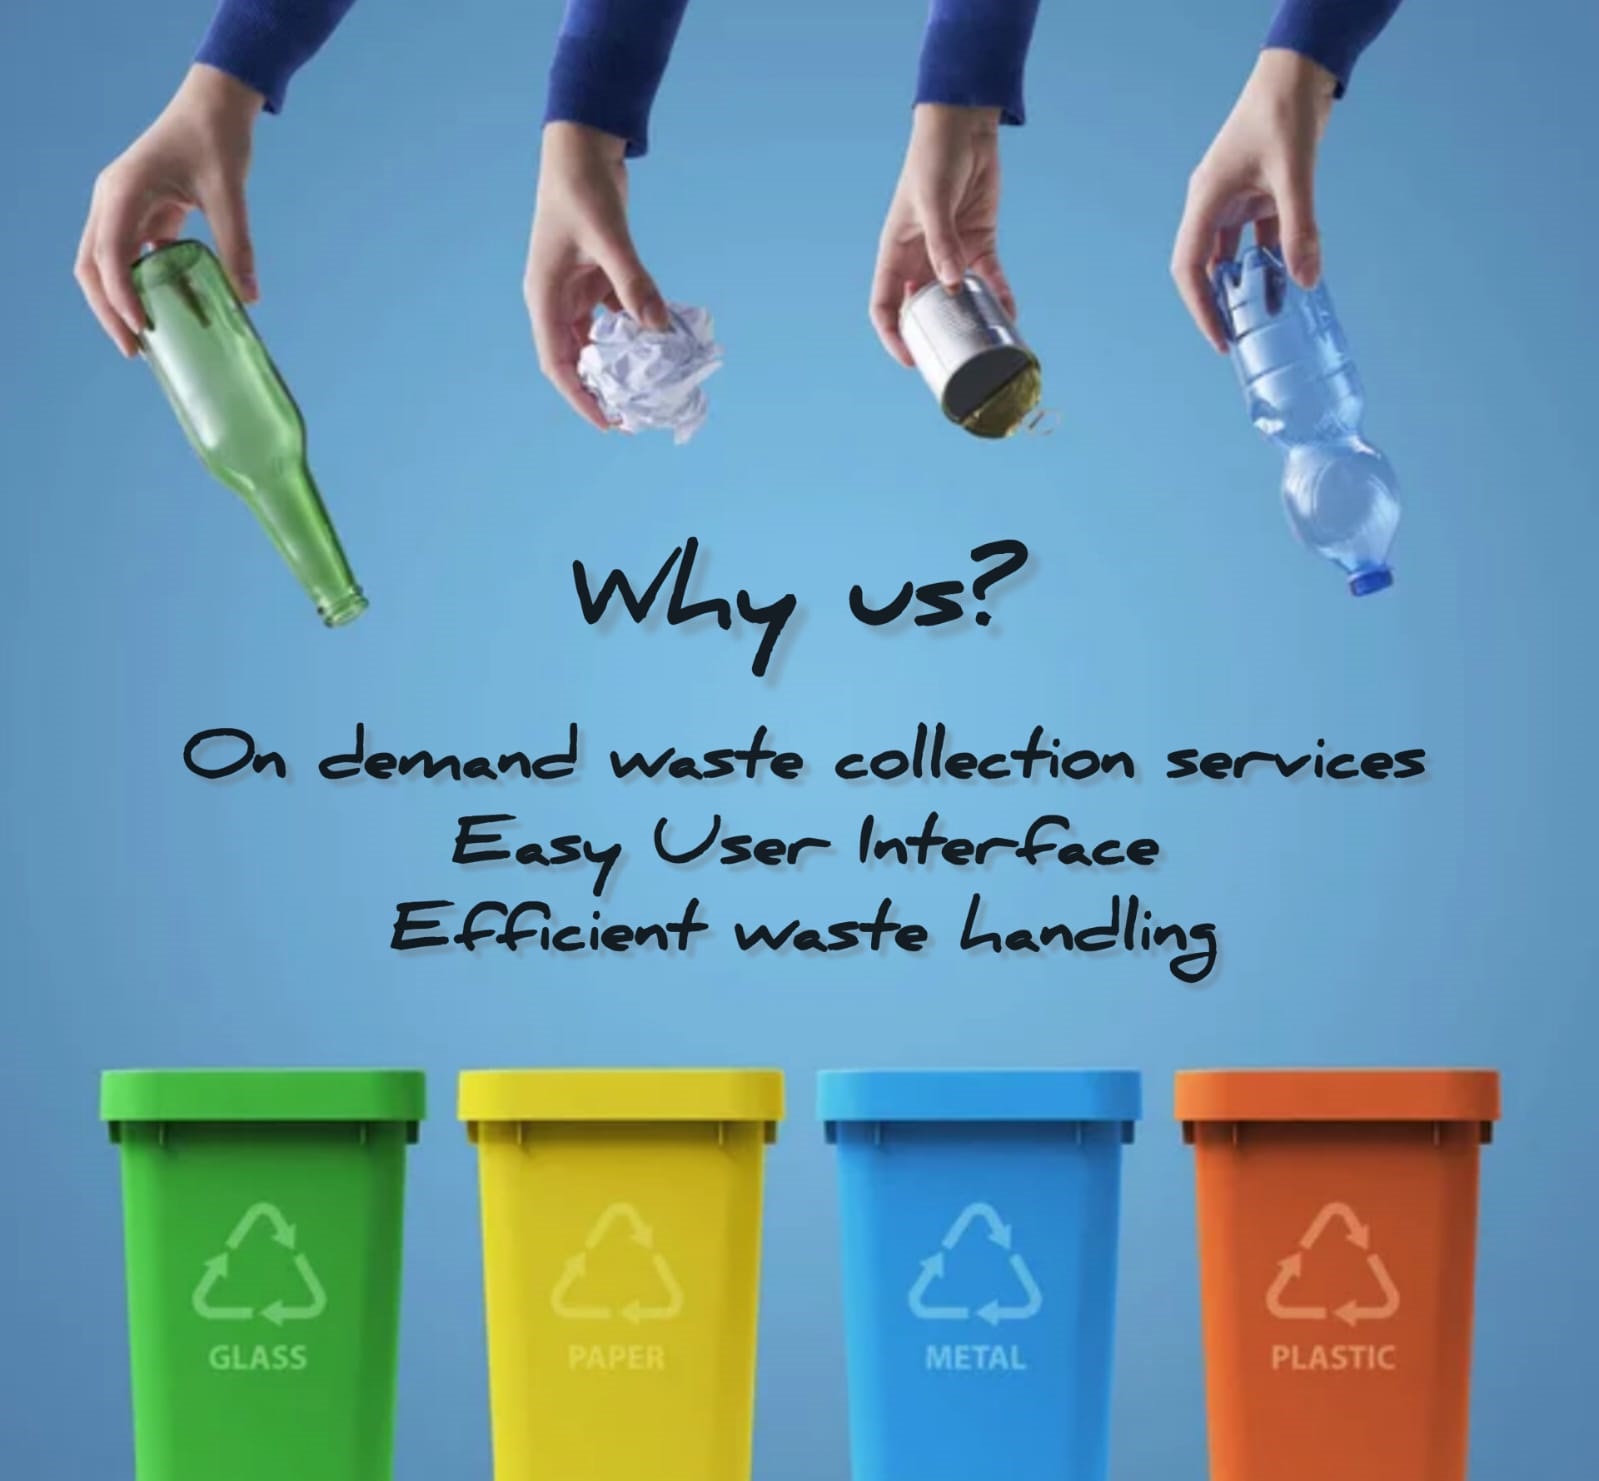 Why us?
On demand waste collection services
Easy User Interface
Efficient waste handling
GLASS
PAPER
METAL
PLASTIC